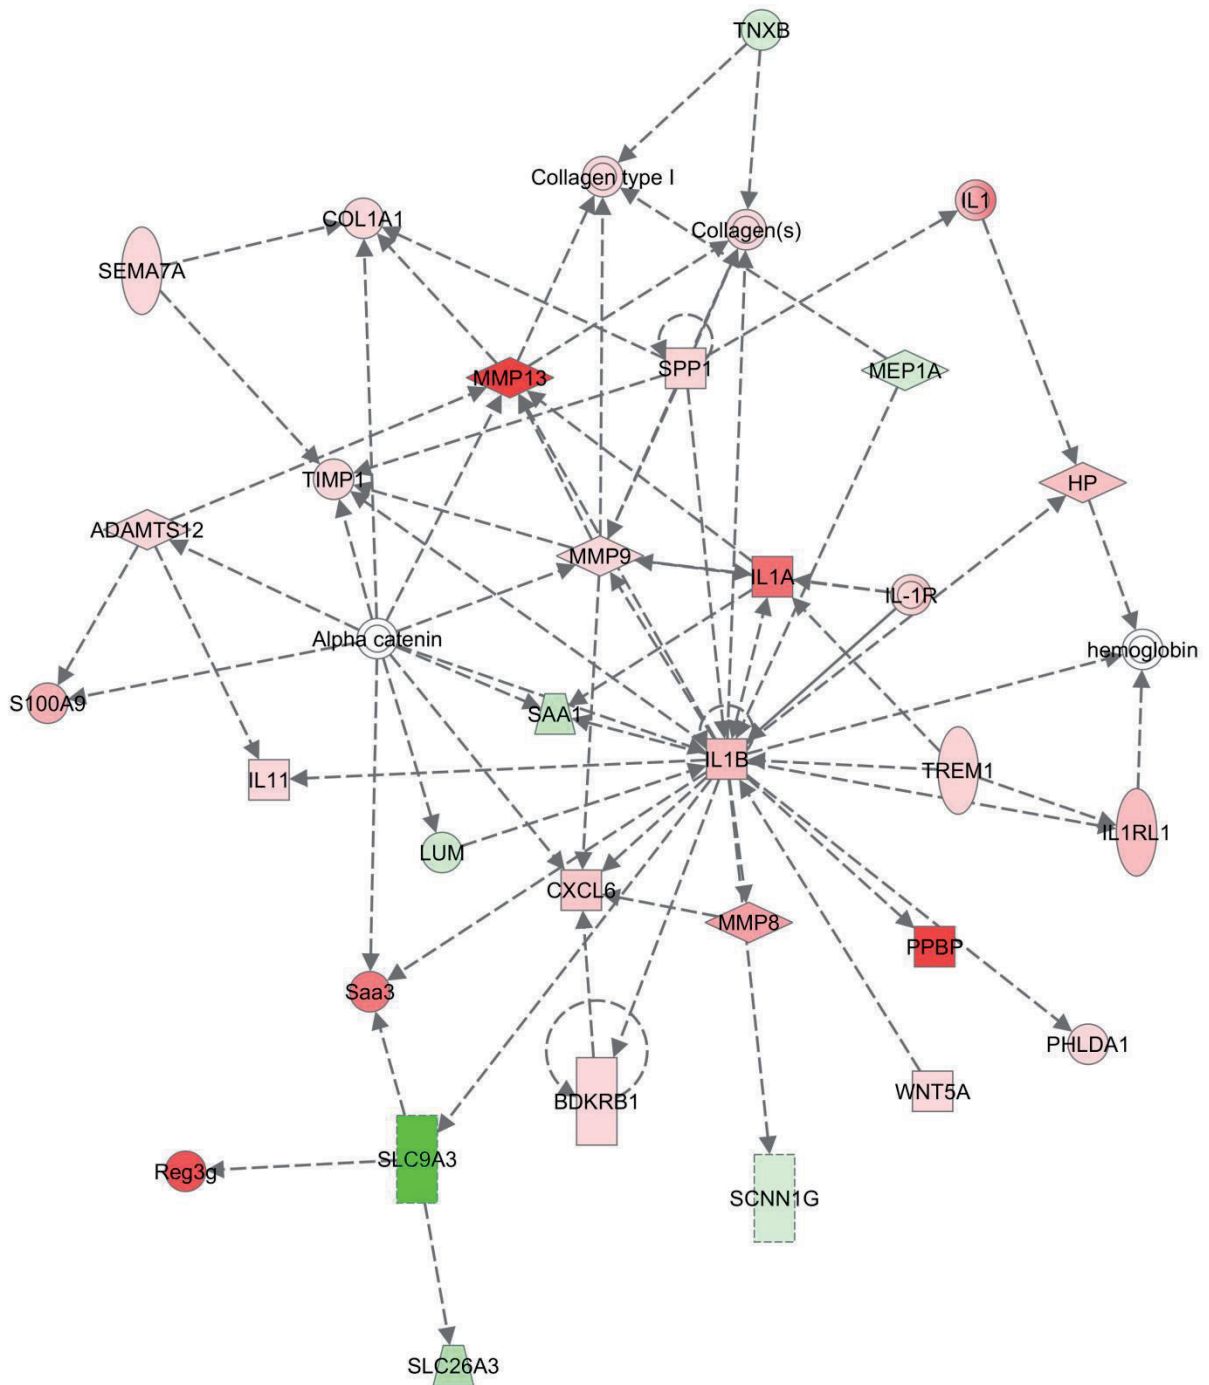 TNXB
Collagen type I
IL1
COL1A1
Collagen(s)
SEMA7A
SPP1
MEP1A
MMP13
TIMP1
HP
ADAMTS12
MMP9
IL1A
IL-1R
Alpha catenin
hemoglobin
S100A9
SAA1
IL1B
TREM1
IL11
IL1RL1
LUM
CXCL6
MMP8
PPBP
Saa3
PHLDA1
WNT5A
BDKRB1
SLC9A3
Reg3g
SCNN1G
SLC26A3